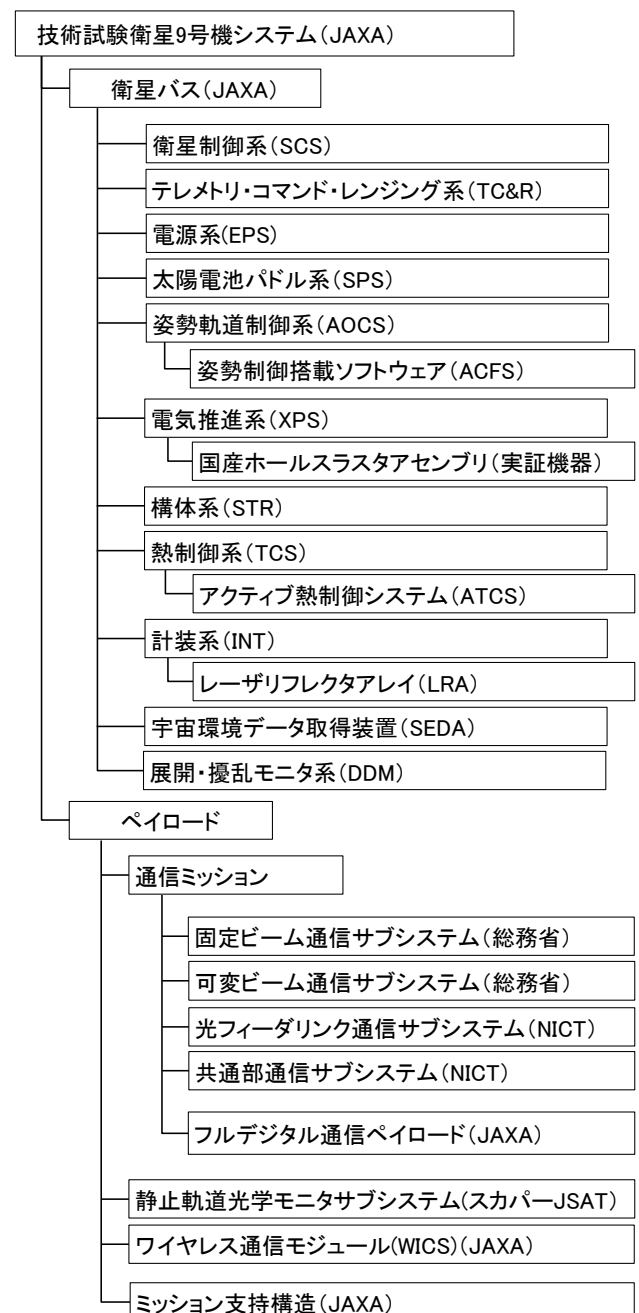 技術試験衛星9号機システム(JAXA)
衛星バス(JAXA)
衛星制御系(SCS)
テレメトリ・コマンド・レンジング系(TC&R)
電源系(EPS)
太陽電池パドル系(SPS)
姿勢軌道制御系(AOCS)
姿勢制御搭載ソフトウェア(ACFS)
電気推進系(XPS)
国産ホールスラスタアセンブリ(実証機器)
構体系(STR)
熱制御系(TCS)
アクティブ熱制御システム(ATCS)
計装系(INT)
レーザリフレクタアレイ(LRA)
宇宙環境データ取得装置(SEDA)
展開・擾乱モニタ系(DDM)
ペイロード
通信ミッション
固定ビーム通信サブシステム(総務省)
可変ビーム通信サブシステム(総務省)
光フィーダリンク通信サブシステム(NICT)
共通部通信サブシステム(NICT)
フルデジタル通信ペイロード(JAXA)
静止軌道光学モニタサブシステム(スカパーJSAT)
ワイヤレス通信モジュール(WICS)(JAXA)
ミッション支持構造(JAXA)